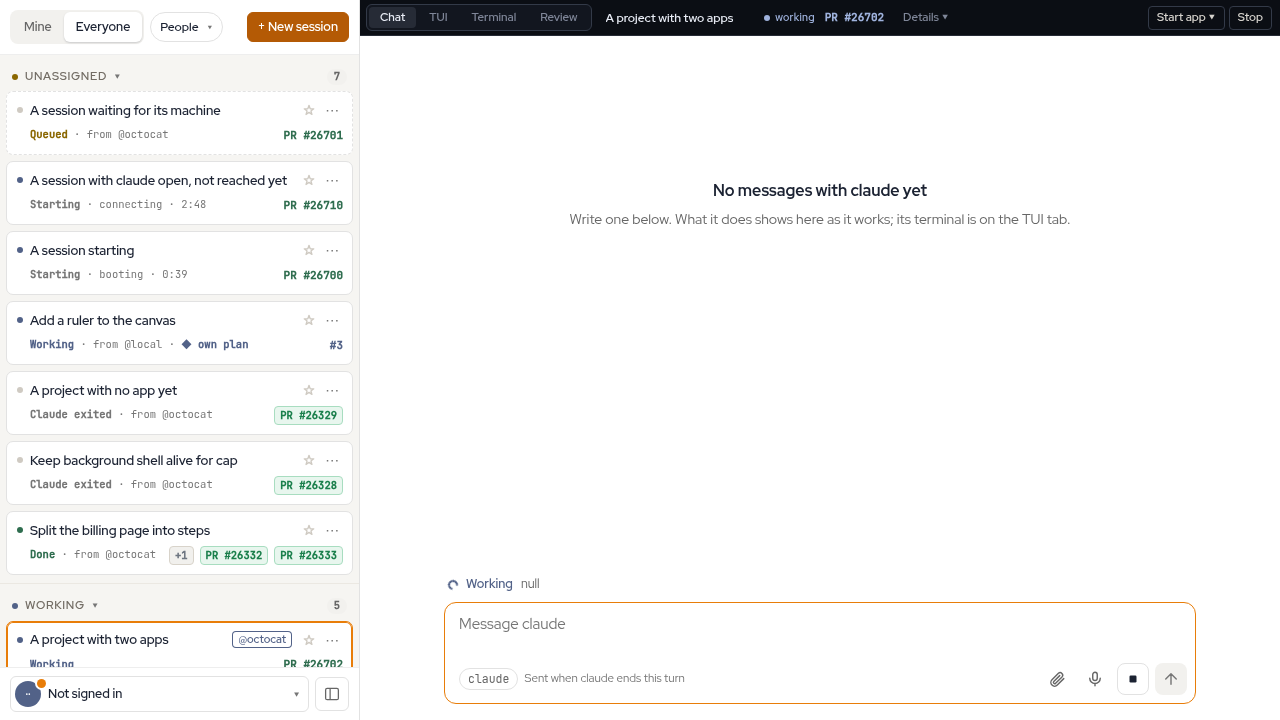 Mine Everyone People ▾ + New session
UNASSIGNED ▾ 7
A session waiting for its machine
Queued · from @octocat PR #26701
A session with claude open, not reached yet
Starting · connecting · 2:48 PR #26710
A session starting
Starting · booting · 0:39 PR #26700
Add a ruler to the canvas
Working · from @local · ◆ own plan #3
A project with no app yet
Claude exited · from @octocat PR #26329
Keep background shell alive for cap
Claude exited · from @octocat PR #26328
Split the billing page into steps
Done · from @octocat +1 PR #26332 PR #26333
WORKING ▾ 5
A project with two apps @octocat
Working PR #26702
Not signed in ▾
Chat TUI Terminal Review A project with two apps working PR #26702 Details ▾ Start app ▾ Stop
No messages with claude yet
Write one below. What it does shows here as it works; its terminal is on the TUI tab.
Working null
Message claude
claude Sent when claude ends this turn